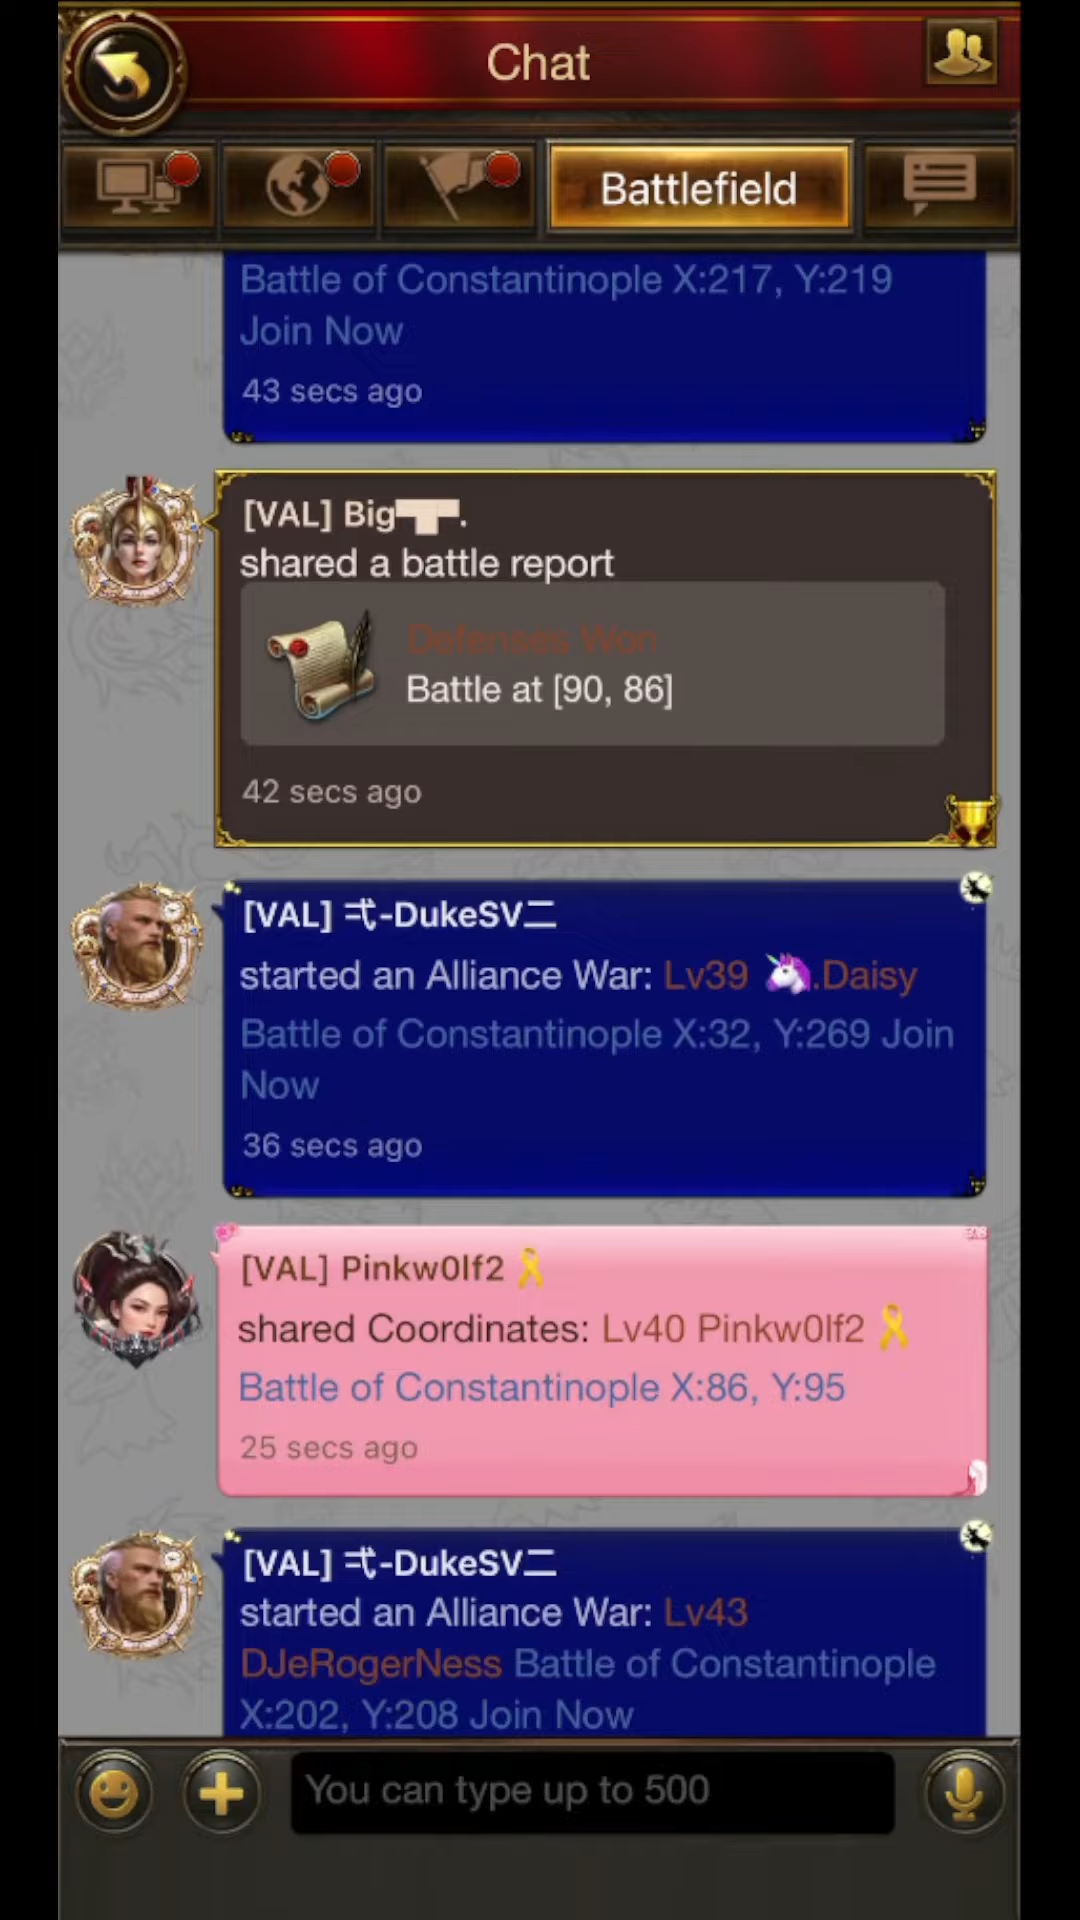 Chat
Battlefield
Battle of Constantinople X:217, Y:219
Join Now
43 secs ago
[VAL] Big
shared a battle report
Defenses Won
Battle at [90, 86]
42 secs ago
[VAL] 弍-DukeSV二
started an Alliance War: Lv39 🦄.Daisy
Battle of Constantinople X:32, Y:269 Join
Now
36 secs ago
[VAL] Pinkw0lf2🎗
shared Coordinates: Lv40 Pinkw0lf2🎗
Battle of Constantinople X:86, Y:95
25 secs ago
[VAL] 弍-DukeSV二
started an Alliance War: Lv43
DJeRogerNess Battle of Constantinople
X:202, Y:208 Join Now
You can type up to 500